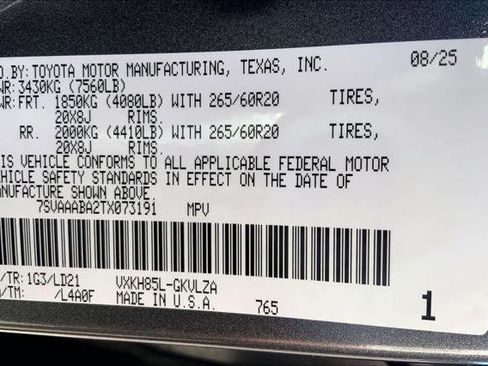 D.BY:TOYOTA MOTOR MANUFACTURING, TEXAS, INC. 08/25
WR:3430KG (7560LB)
WR:FRT. 1850KG (4080LB) WITH 265/60R20 TIRES,
20X8J RIMS.
RR. 2000KG (4410LB) WITH 265/60R20 TIRES,
20X8J RIMS.
IS VEHICLE CONFORMS TO ALL APPLICABLE FEDERAL MOTOR
VEHICLE SAFETY STANDARDS IN EFFECT ON THE DATE OF
ANUFACTURE SHOWN ABOVE.
7SVAAABA2TX073191 MPV
/TR:1G3/LD21 VXKH85L-GKVLZA
/TM: /L4A0F MADE IN U.S.A. 765 1